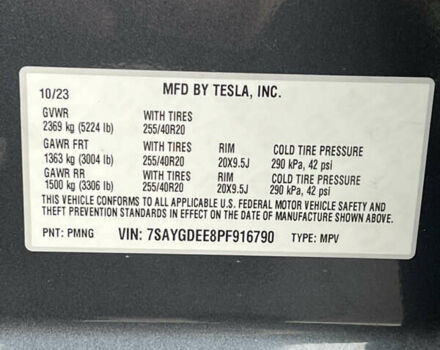 10/23 MFD BY TESLA, INC.
GVWR WITH TIRES
2369 kg (5224 lb) 255/40R20
GAWR FRT WITH TIRES RIM COLD TIRE PRESSURE
1363 kg (3004 lb) 255/40R20 20X9.5J 290 kPa, 42 psi
GAWR RR WITH TIRES RIM COLD TIRE PRESSURE
1500 kg (3306 lb) 255/40R20 20X9.5J 290 kPa, 42 psi
THIS VEHICLE CONFORMS TO ALL APPLICABLE U.S. FEDERAL MOTOR VEHICLE SAFETY AND
THEFT PREVENTION STANDARDS IN EFFECT ON THE DATE OF MANUFACTURE SHOWN ABOVE.
PNT: PMNG VIN: 7SAYGDEE8PF916790 TYPE: MPV